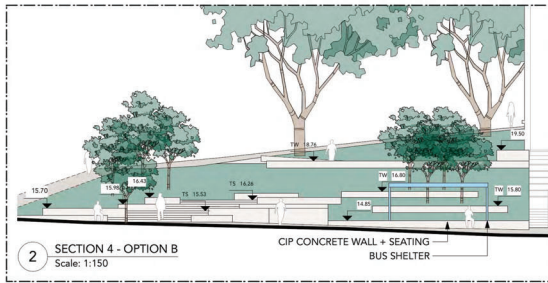 19.50
TW 18.76
16.43
TW 16.80
15.70
15.98
TS 16.26
TW 15.80
TS 15.53
14.85
CIP CONCRETE WALL + SEATING
BUS SHELTER
2
SECTION 4 - OPTION B
Scale: 1:150